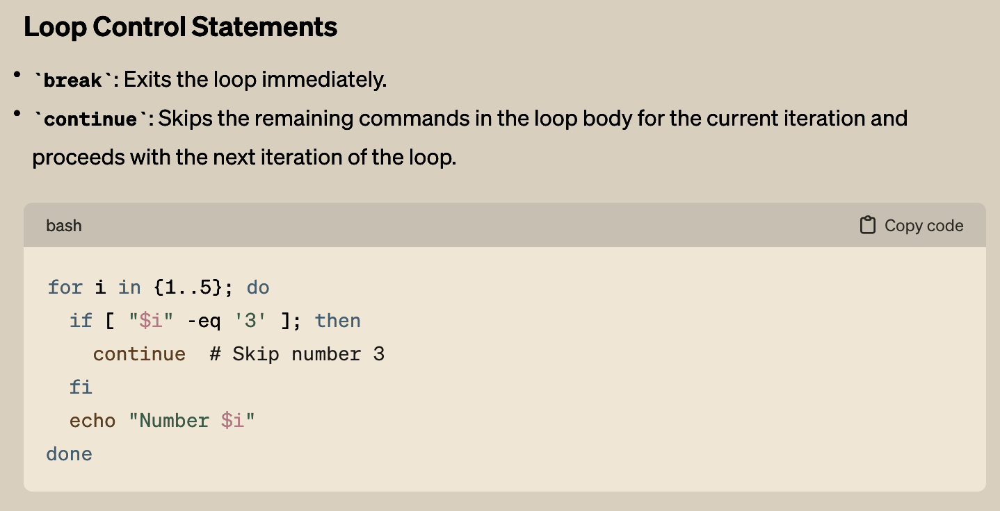 Loop Control Statements
• `break`: Exits the loop immediately.
• `continue`: Skips the remaining commands in the loop body for the current iteration and
proceeds with the next iteration of the loop.
bash Copy code
for i in {1..5}; do
  if [ "$i" -eq '3' ]; then
    continue  # Skip number 3
  fi
  echo "Number $i"
done